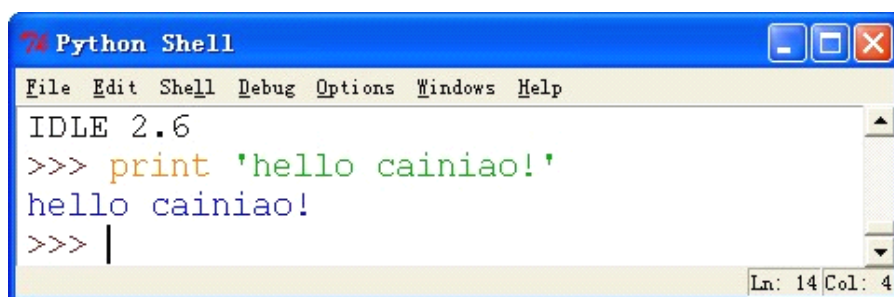 Python Shell
File Edit Shell Debug Options Windows Help
IDLE 2.6
>>> print 'hello cainiao!'
hello cainiao!
>>>
Ln: 14 Col: 4